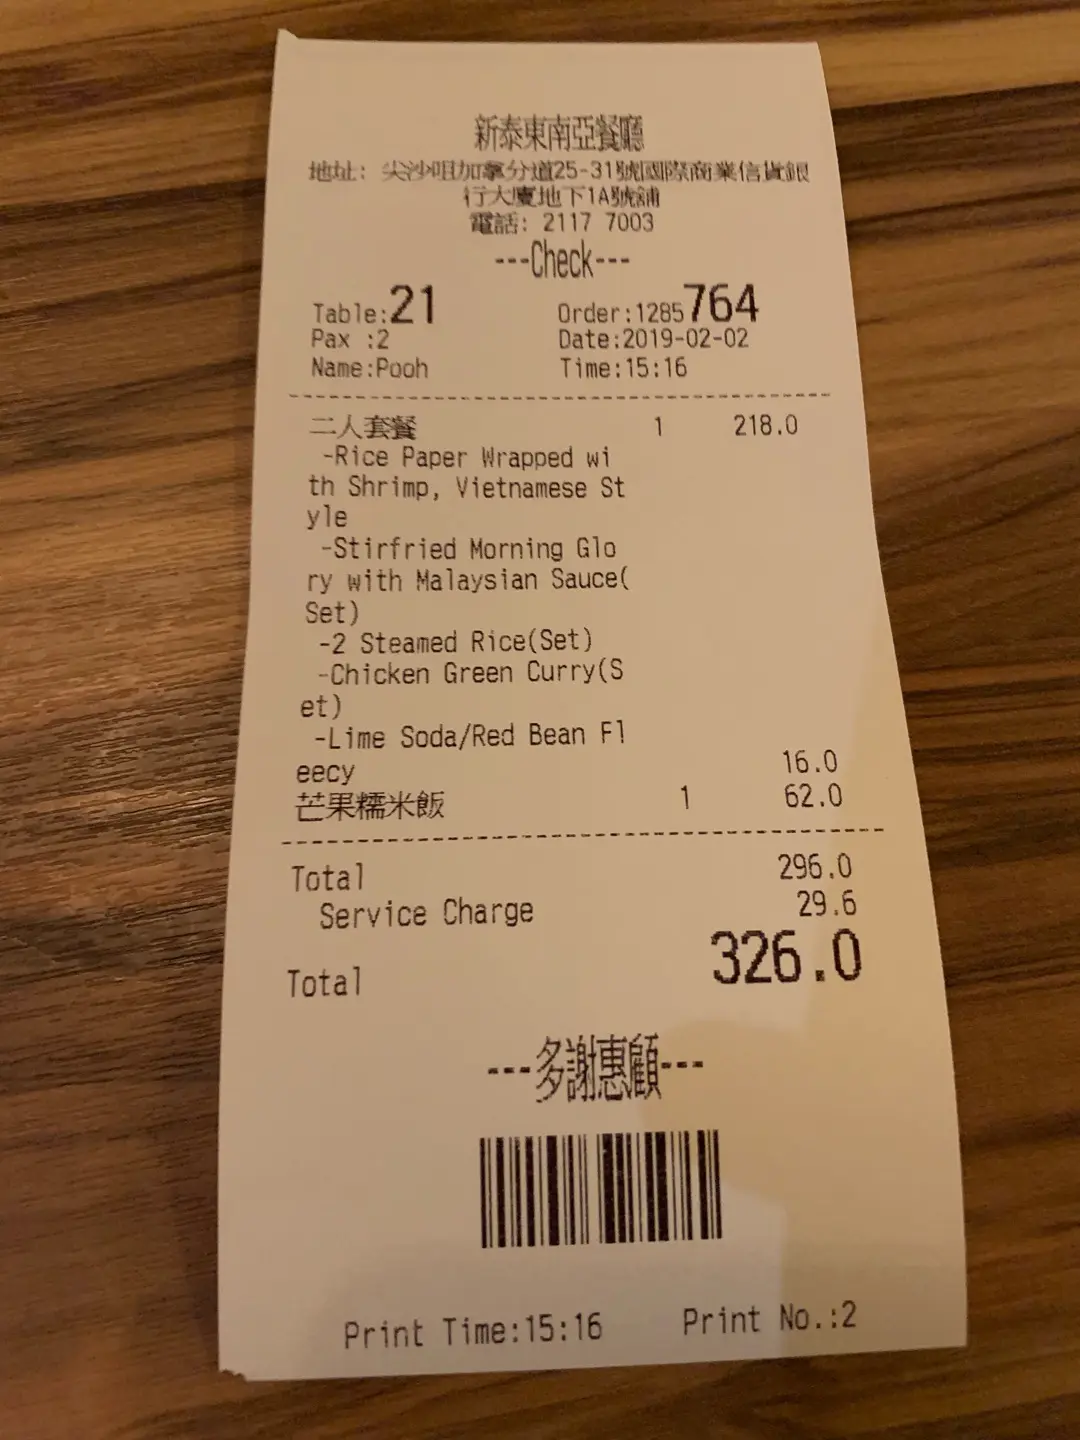 新泰東南亞餐廳
地址: 尖沙咀加拿分道25-31號國際商業信貸銀
行大廈地下1A號舖
電話: 2117 7003
---Check---
Table:21 Order:1285764
Pax :2 Date:2019-02-02
Name:Pooh Time:15:16
二人套餐 1 218.0
-Rice Paper Wrapped wi
th Shrimp, Vietnamese St
yle
-Stirfried Morning Glo
ry with Malaysian Sauce(
Set)
-2 Steamed Rice(Set)
-Chicken Green Curry(S
et)
-Lime Soda/Red Bean Fl
eecy 16.0
芒果糯米飯 1 62.0
Total 296.0
Service Charge 29.6
Total 326.0
---多謝惠顧---
Print Time:15:16 Print No.:2